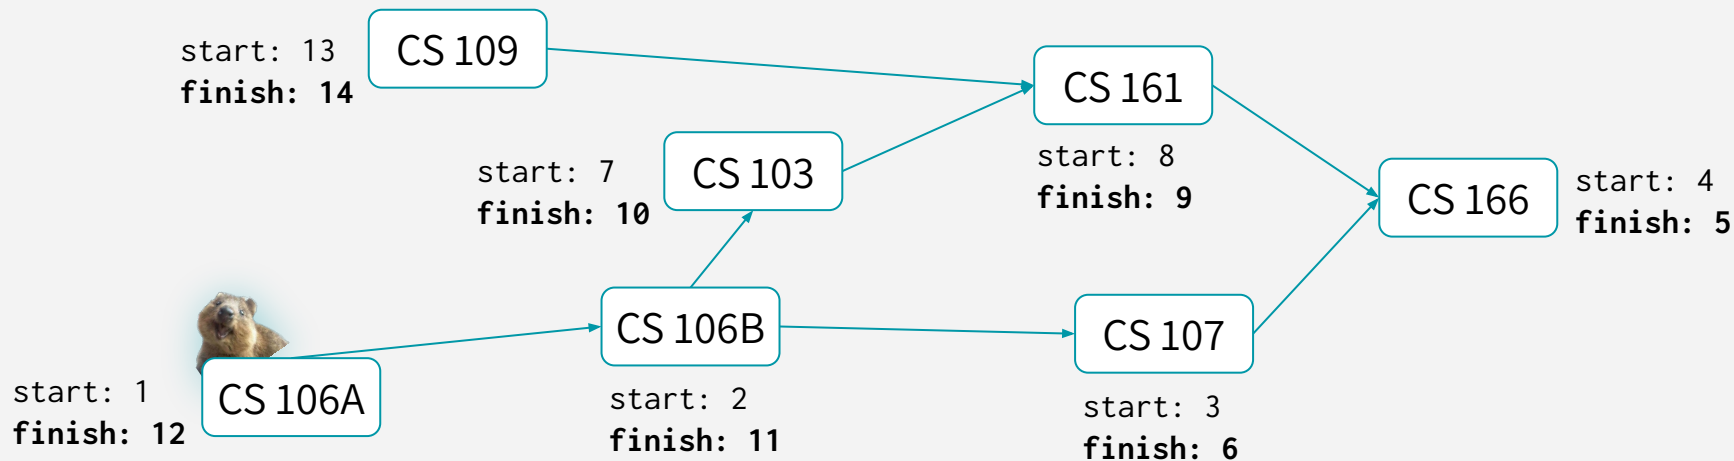 start: 13
finish: 14
CS 109
CS 161
start: 8
finish: 9
start: 7
finish: 10
CS 103
CS 166
start: 4
finish: 5
CS 106A
start: 1
finish: 12
CS 106B
start: 2
finish: 11
CS 107
start: 3
finish: 6